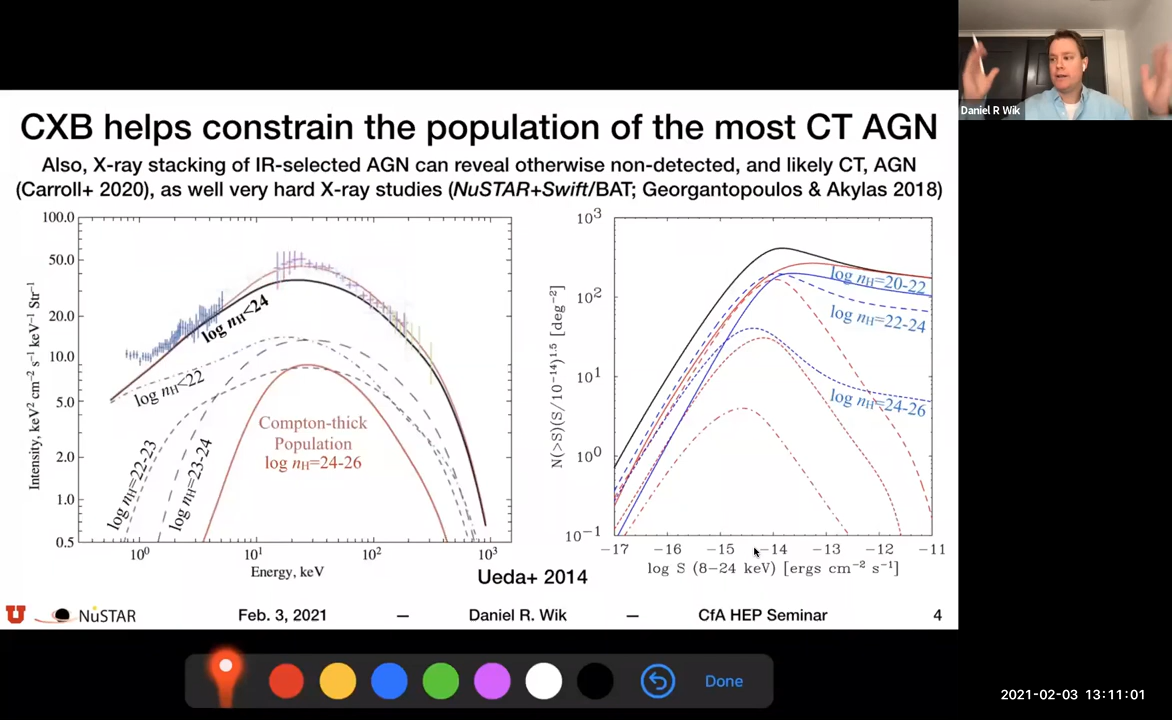 Daniel R Wik
CXB helps constrain the population of the most CT AGN
Also, X-ray stacking of IR-selected AGN can reveal otherwise non-detected, and likely CT, AGN
(Carroll+ 2020), as well very hard X-ray studies (NuSTAR+Swift/BAT; Georgantopoulos & Akylas 2018)
Intensity, keV² cm⁻² s⁻¹ keV⁻¹ Str⁻¹
100.0
50.0
20.0
10.0
5.0
2.0
1.0
0.5
log nH<24
log nH<22
log nH=22-23
log nH=23-24
Compton-thick
Population
log nH=24-26
10⁰ 10¹ 10² 10³
Energy, keV
N(>S)(S/10⁻¹⁴)¹·⁵ [deg⁻²]
10³
10²
10¹
10⁰
10⁻¹
log nH=20-22
log nH=22-24
log nH=24-26
−17 −16 −15 −14 −13 −12 −11
log S (8−24 keV) [ergs cm⁻² s⁻¹]
Ueda+ 2014
U NuSTAR Feb. 3, 2021 — Daniel R. Wik — CfA HEP Seminar 4
Done
2021-02-03 13:11:01